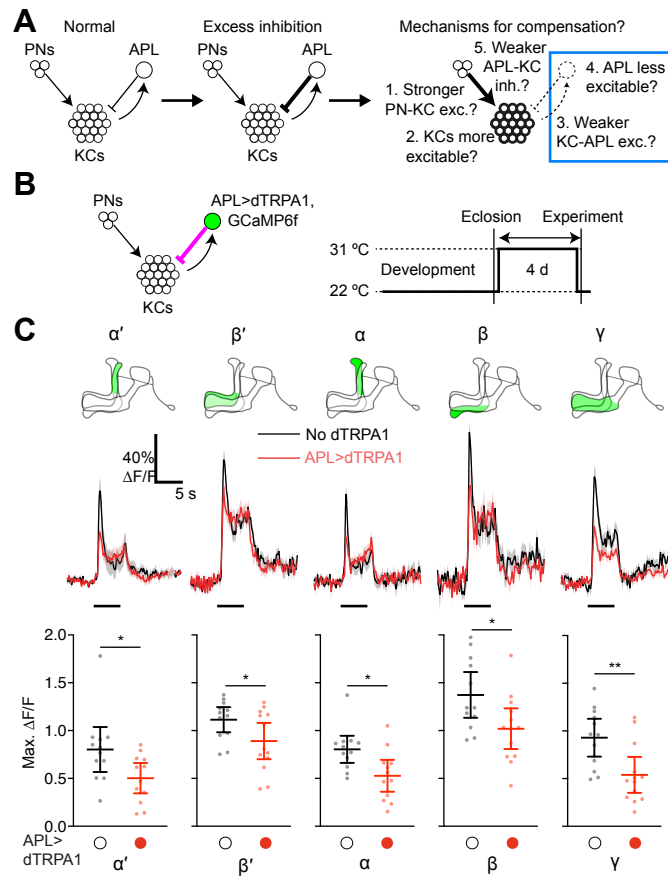 A
Normal
Excess inhibition
Mechanisms for compensation?
PNs
APL
KCs
PNs
APL
KCs
5. Weaker
APL-KC
inh.?
1. Stronger
PN-KC exc.?
2. KCs more
excitable?
4. APL less
excitable?
3. Weaker
KC-APL exc.?
B
PNs
APL>dTRPA1,
GCaMP6f
KCs
Eclosion
Experiment
31 ºC
Development
4 d
22 ºC
C
α′
β′
α
β
γ
No dTRPA1
APL>dTRPA1
40%
ΔF/F
5 s
Max. ΔF/F
2.0
1.5
1.0
0.5
0.0
*
*
*
*
**
APL>
dTRPA1
α′
β′
α
β
γ